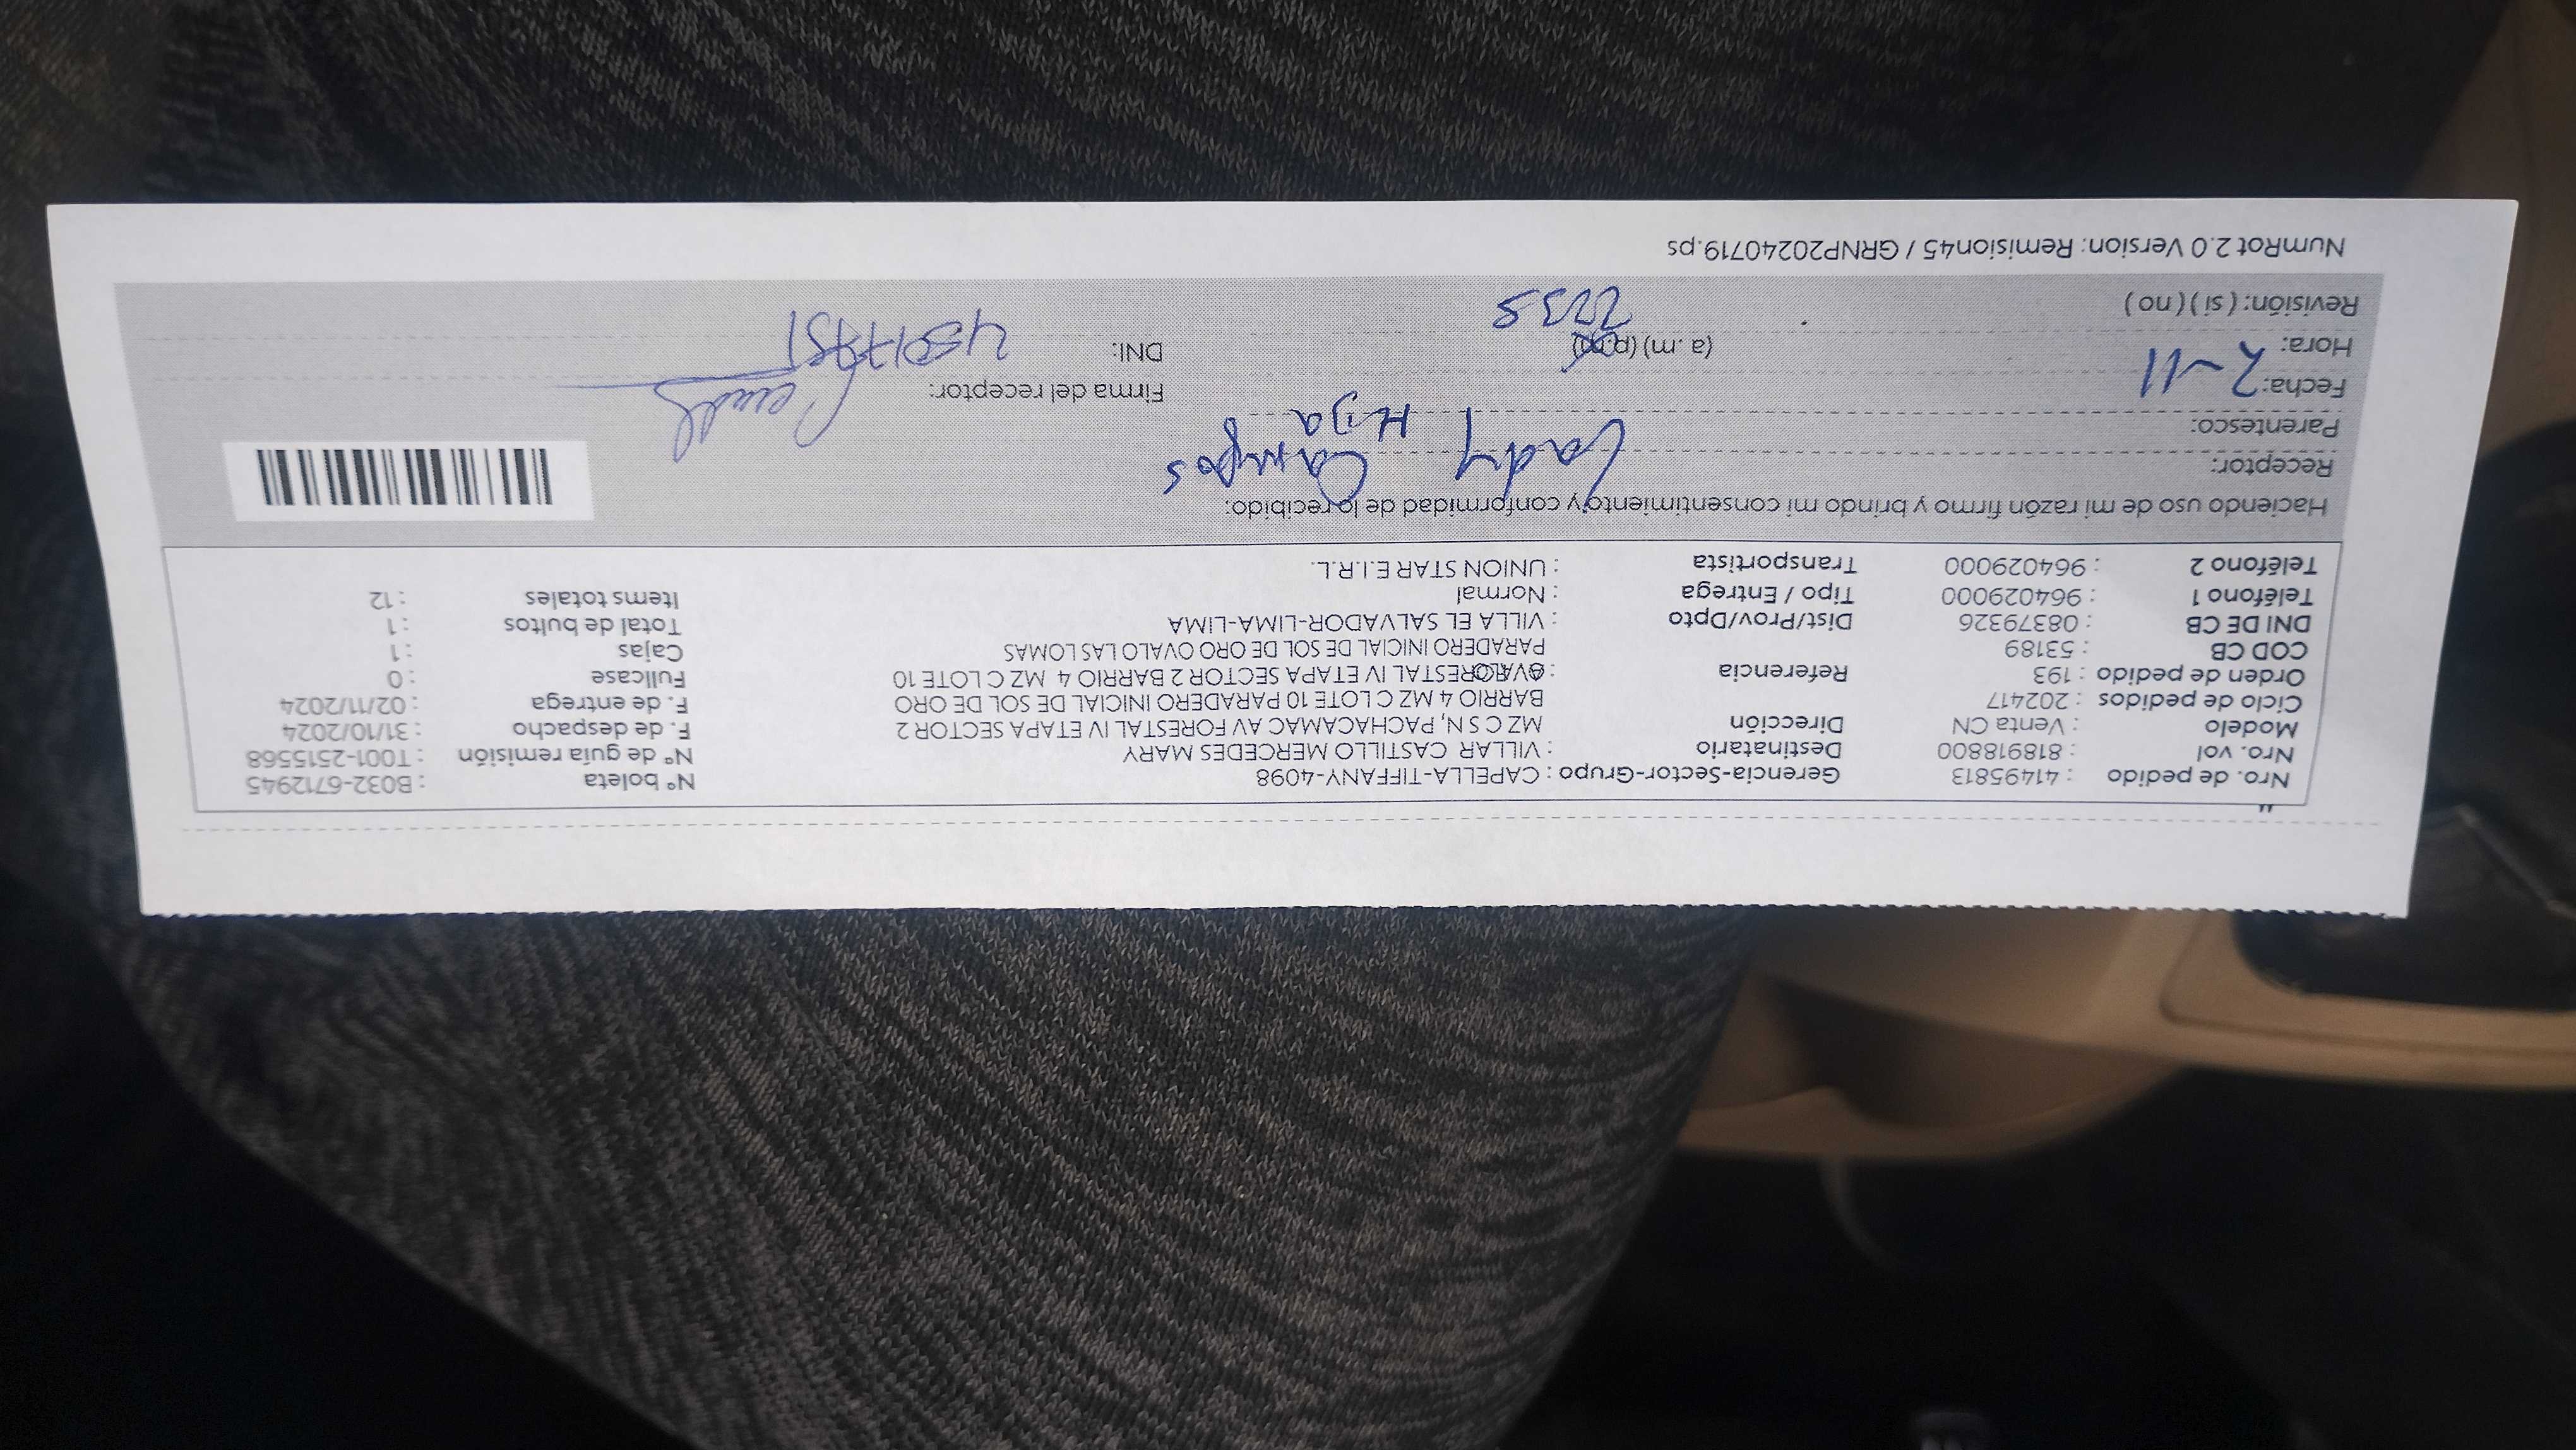 Nro. de pedido : 41495813 Gerencia-Sector-Grupo : CAPELLA-TIFFANY-4098 N° boleta : B032-6712945
Nro. vol : 818918800 Destinatario : VILLAR CASTILLO MERCEDES MARY N° de guía remisión : T001-2515568
Modelo : Venta CN Dirección MZ C S N, PACHACAMAC AV FORESTAL IV ETAPA SECTOR 2 F. de despacho : 31/10/2024
Ciclo de pedidos : 202417 BARRIO 4 MZ C LOTE 10 PARADERO INICIAL DE SOL DE ORO F. de entrega : 02/11/2024
Orden de pedido : 193 Referencia : FORESTAL IV ETAPA SECTOR 2 BARRIO 4 MZ C LOTE 10 Fullcase : 0
COD CB : 53189 PARADERO INICIAL DE SOL DE ORO OVALO LAS LOMAS Cajas : 1
DNI DE CB : 08379326 Dist/Prov/Dpto : VILLA EL SALVADOR-LIMA-LIMA Total de bultos : 1
Teléfono 1 : 964029000 Tipo / Entrega : Normal Items totales : 12
Teléfono 2 : 964029000 Transportista : UNION STAR E.I.R.L.
Haciendo uso de mi razón firmo y brindo mi consentimiento y conformidad de lo recibido:
Receptor: Lady Campos
Parentesco: Hija
Fecha: 2-11 Firma del receptor:
Hora: (a. m) (p.m) DNI:
Revisión: ( si ) ( no )
NumRot 2.0 Version: Remision45 / GRNP20240719.ps